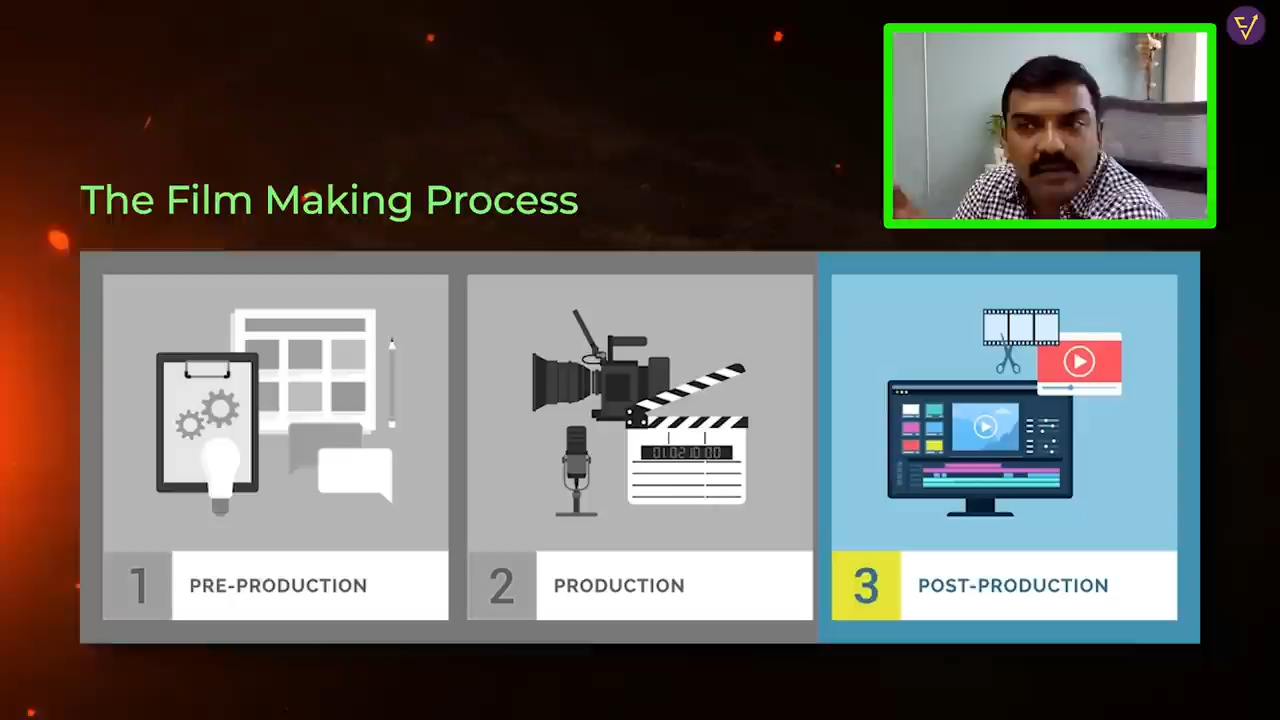 The Film Making Process
01:02:10:00
1 PRE-PRODUCTION
2 PRODUCTION
3 POST-PRODUCTION